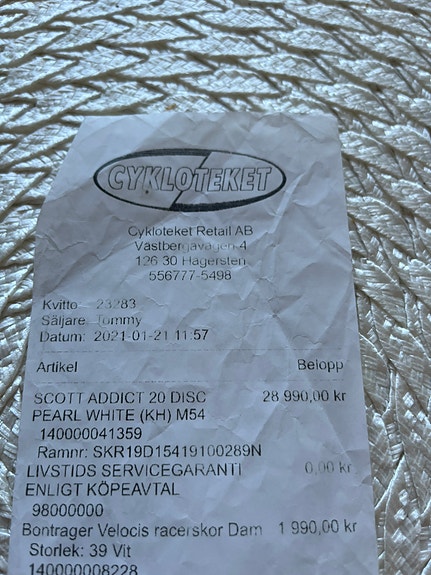 CYKLOTEKET
Cykloteket Retail AB
Västbergavägen 4
126 30 Hägersten
556777-5498
Kvitto: 23283
Säljare: Tommy
Datum: 2021-01-21 11:57
Artikel Belopp
SCOTT ADDICT 20 DISC 28 990,00 kr
PEARL WHITE (KH) M54
140000041359
Ramnr: SKR19D15419100289N
LIVSTIDS SERVICEGARANTI 0,00 kr
ENLIGT KÖPEAVTAL
98000000
Bontrager Velocis racerskor Dam 1 990,00 kr
Storlek: 39 Vit
140000008228